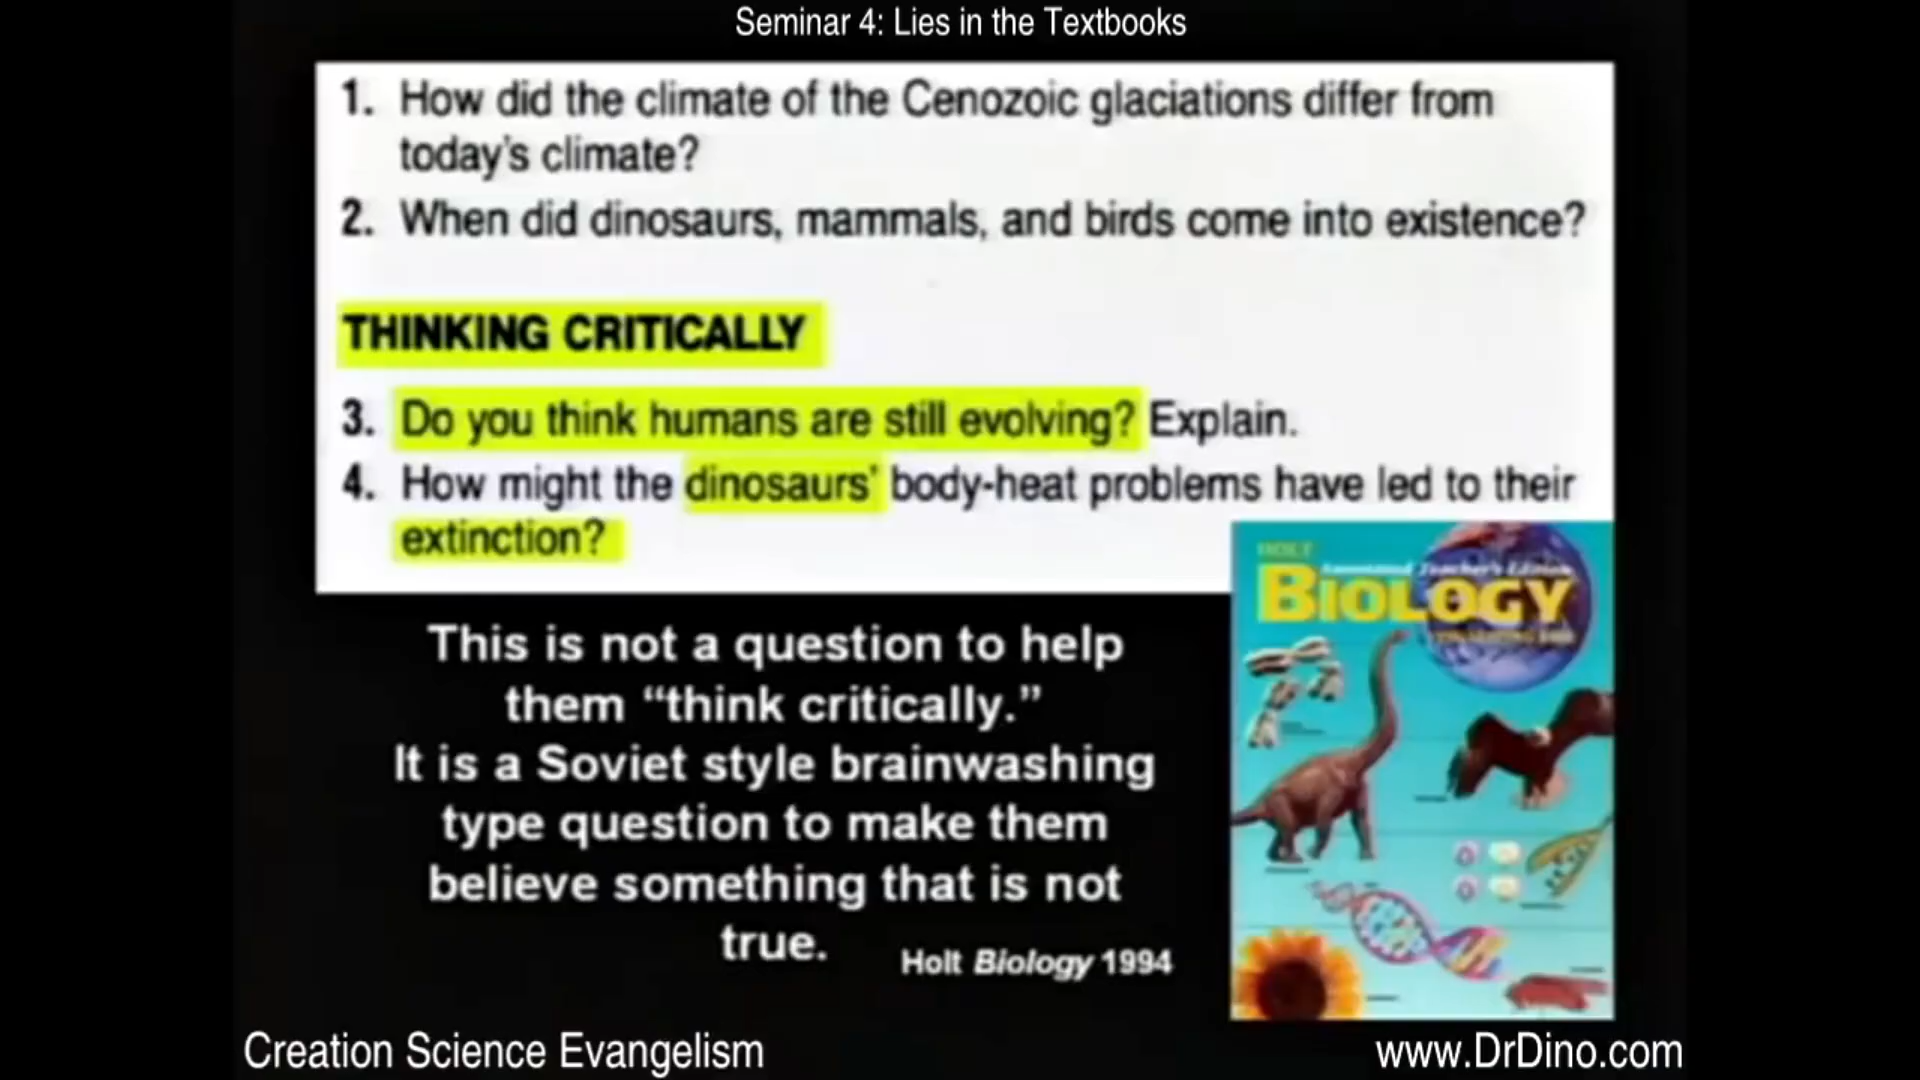 Seminar 4: Lies in the Textbooks
1. How did the climate of the Cenozoic glaciations differ from
today's climate?
2. When did dinosaurs, mammals, and birds come into existence?
THINKING CRITICALLY
3. Do you think humans are still evolving? Explain.
4. How might the dinosaurs' body-heat problems have led to their
extinction?
HOLT
Annotated Teacher's Edition
BIOLOGY
This is not a question to help
them “think critically.”
It is a Soviet style brainwashing
type question to make them
believe something that is not
true.
Holt Biology 1994
Creation Science Evangelism
www.DrDino.com